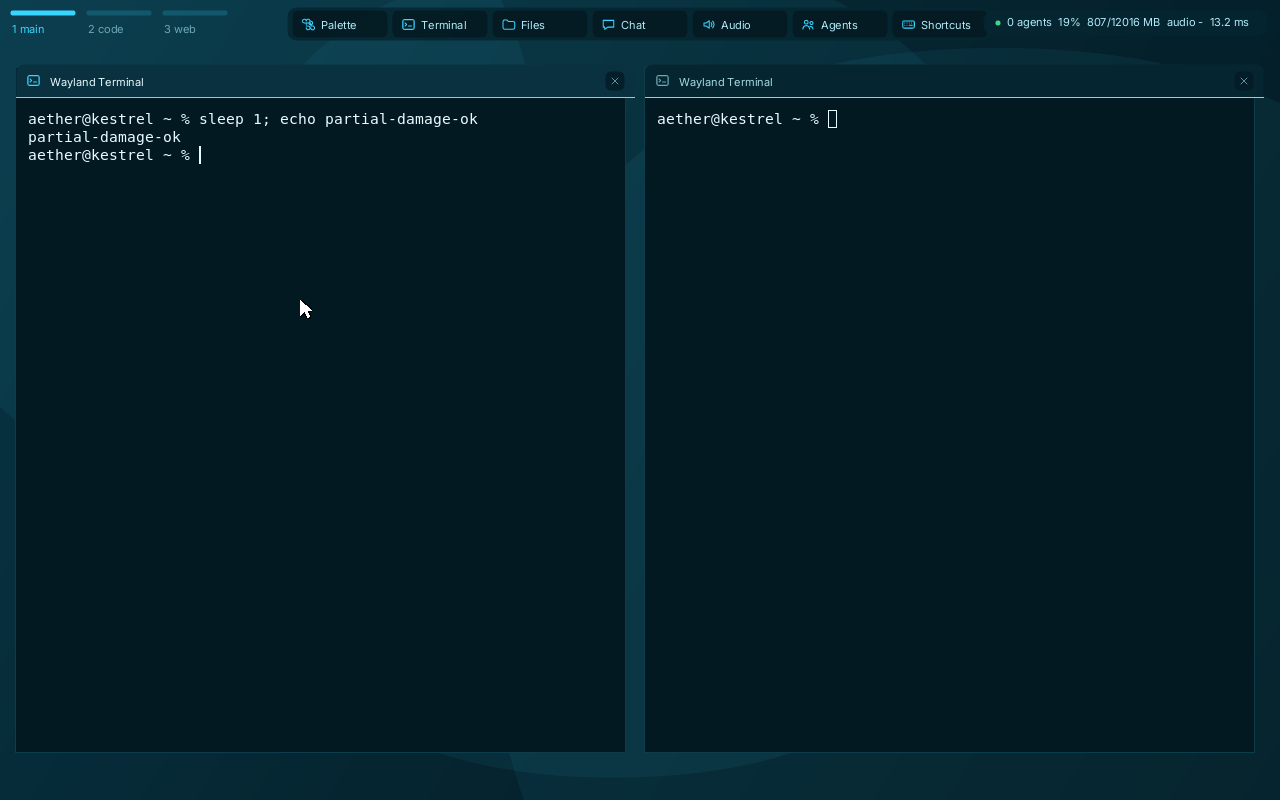 1 main 2 code 3 web Palette Terminal Files Chat Audio Agents Shortcuts 0 agents 19% 807/12016 MB audio - 13.2 ms
Wayland Terminal
aether@kestrel ~ % sleep 1; echo partial-damage-ok
partial-damage-ok
aether@kestrel ~ %
Wayland Terminal
aether@kestrel ~ %